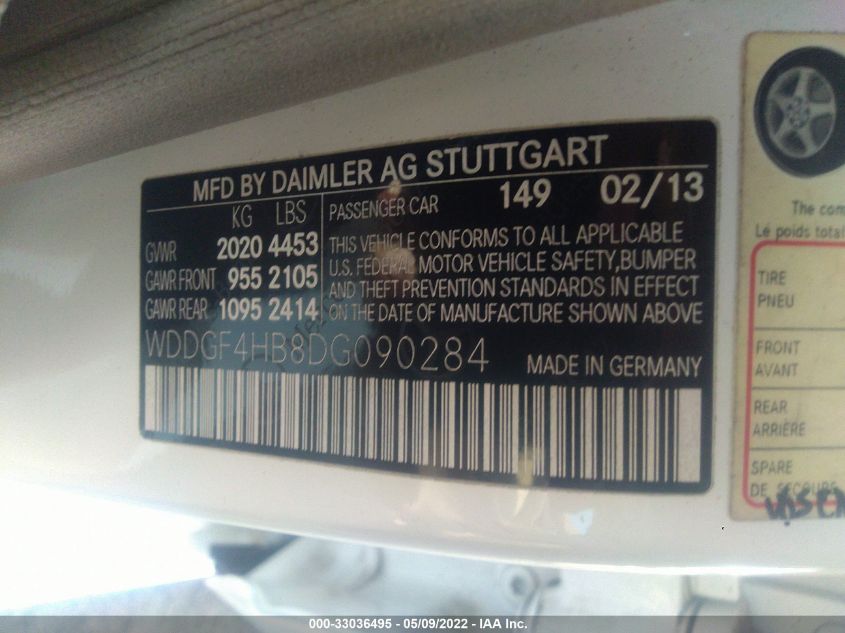 MFD BY DAIMLER AG STUTTGART
KG LBS
GVWR 2020 4453
GAWR FRONT 955 2105
GAWR REAR 1095 2414
PASSENGER CAR 149 02/13
THIS VEHICLE CONFORMS TO ALL APPLICABLE
U.S. FEDERAL MOTOR VEHICLE SAFETY,BUMPER
AND THEFT PREVENTION STANDARDS IN EFFECT
ON THE DATE OF MANUFACTURE SHOWN ABOVE
WDDGF4HB8DG090284 MADE IN GERMANY
The com
Le poids total
TIRE
PNEU
FRONT
AVANT
REAR
ARRIÈRE
SPARE
DE SECOURS
000-33036495 - 05/09/2022 - IAA Inc.